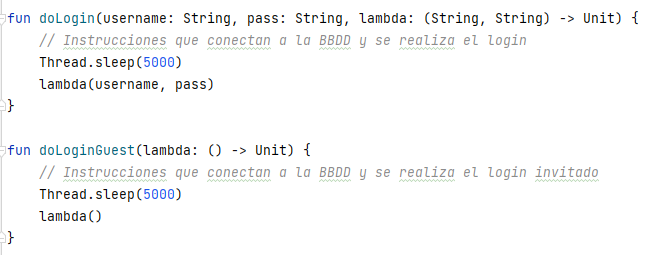 fun doLogin(username: String, pass: String, lambda: (String, String) -> Unit) {
    // Instrucciones que conectan a la BBDD y se realiza el login
    Thread.sleep(5000)
    lambda(username, pass)
}

fun doLoginGuest(lambda: () -> Unit) {
    // Instrucciones que conectan a la BBDD y se realiza el login invitado
    Thread.sleep(5000)
    lambda()
}